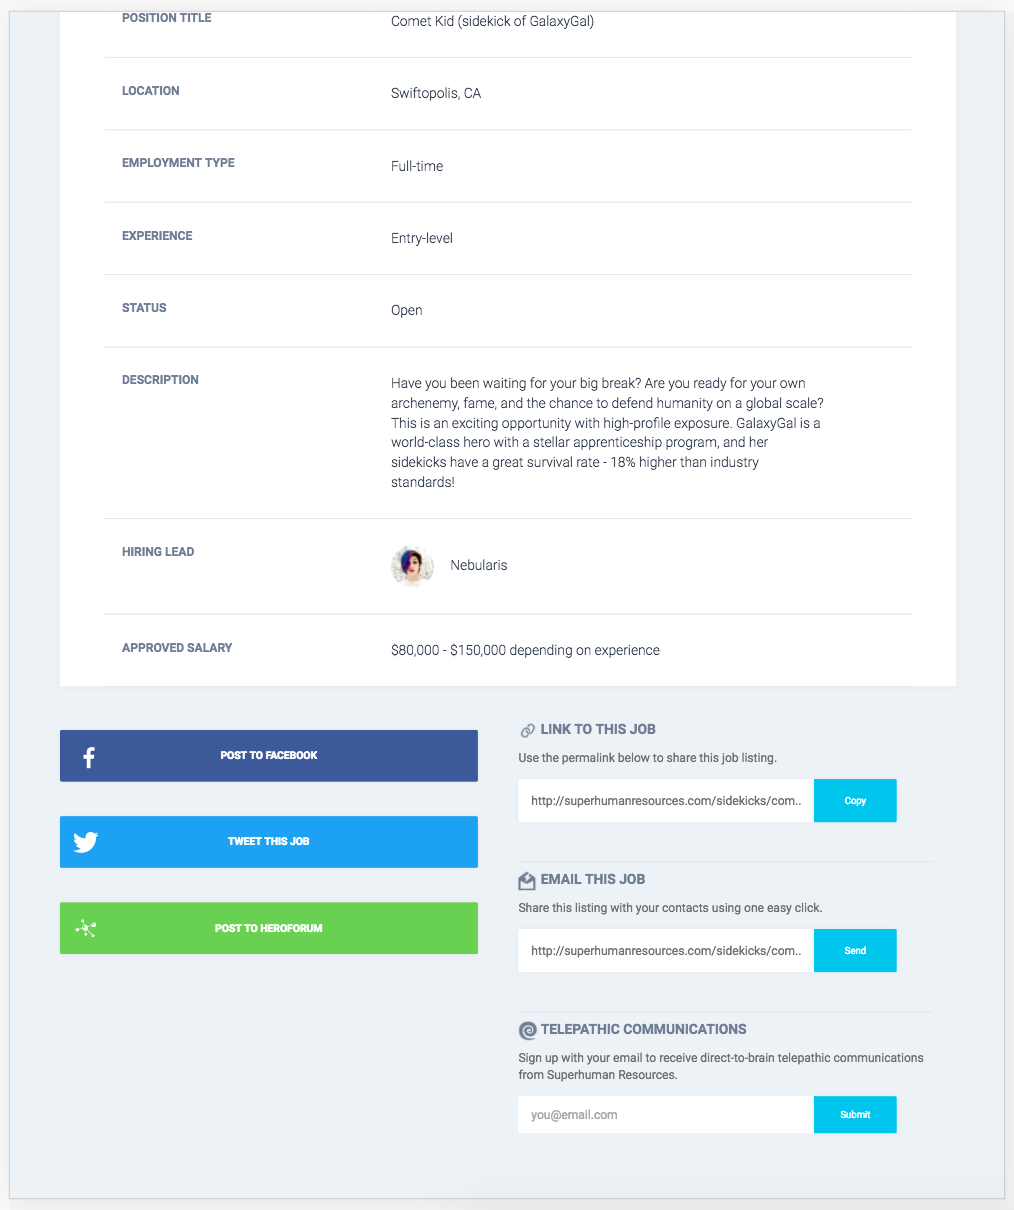 POSITION TITLE
Comet Kid (sidekick of GalaxyGal)
LOCATION
Swiftopolis, CA
EMPLOYMENT TYPE
Full-time
EXPERIENCE
Entry-level
STATUS
Open
DESCRIPTION
Have you been waiting for your big break? Are you ready for your own
archenemy, fame, and the chance to defend humanity on a global scale?
This is an exciting opportunity with high-profile exposure. GalaxyGal is a
world-class hero with a stellar apprenticeship program, and her
sidekicks have a great survival rate - 18% higher than industry
standards!
HIRING LEAD
Nebularis
APPROVED SALARY
$80,000 - $150,000 depending on experience
POST TO FACEBOOK
TWEET THIS JOB
POST TO HEROFORUM
LINK TO THIS JOB
Use the permalink below to share this job listing.
http://superhumanresources.com/sidekicks/com..
Copy
EMAIL THIS JOB
Share this listing with your contacts using one easy click.
http://superhumanresources.com/sidekicks/com..
Send
TELEPATHIC COMMUNICATIONS
Sign up with your email to receive direct-to-brain telepathic communications
from Superhuman Resources.
you@email.com
Submit